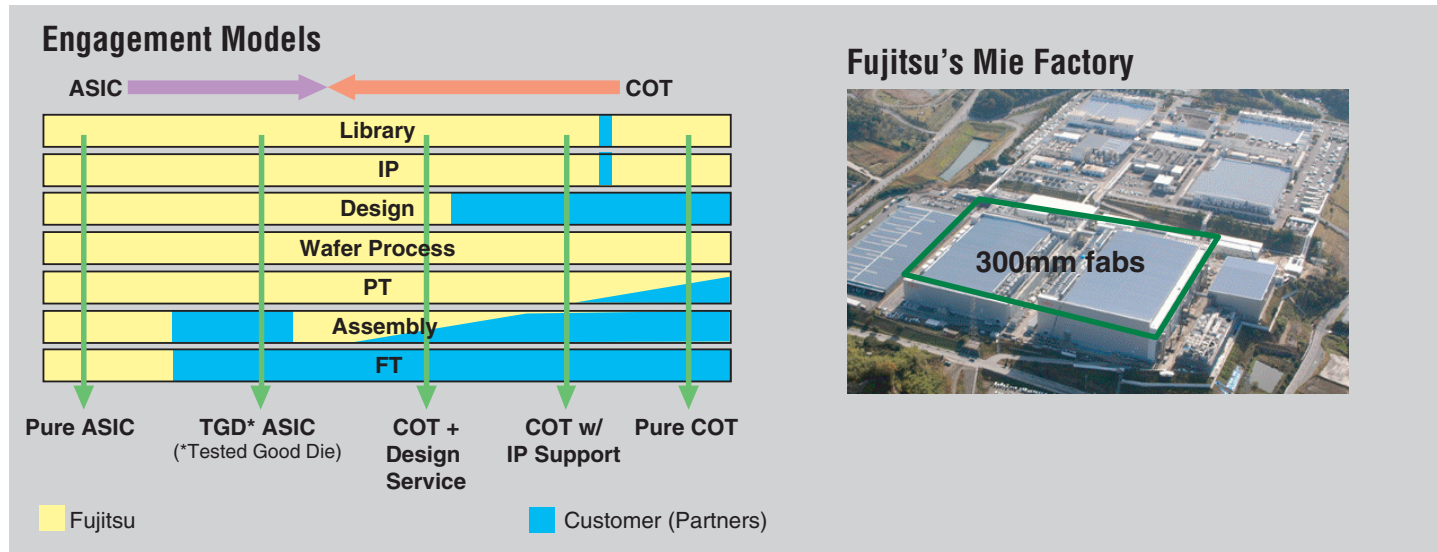 Engagement Models
ASIC
COT
Library
IP
Design
Wafer Process
PT
Assembly
FT
Pure ASIC
TGD* ASIC
(*Tested Good Die)
COT +
Design
Service
COT w/
IP Support
Pure COT
Fujitsu
Customer (Partners)
Fujitsu’s Mie Factory
300mm fabs